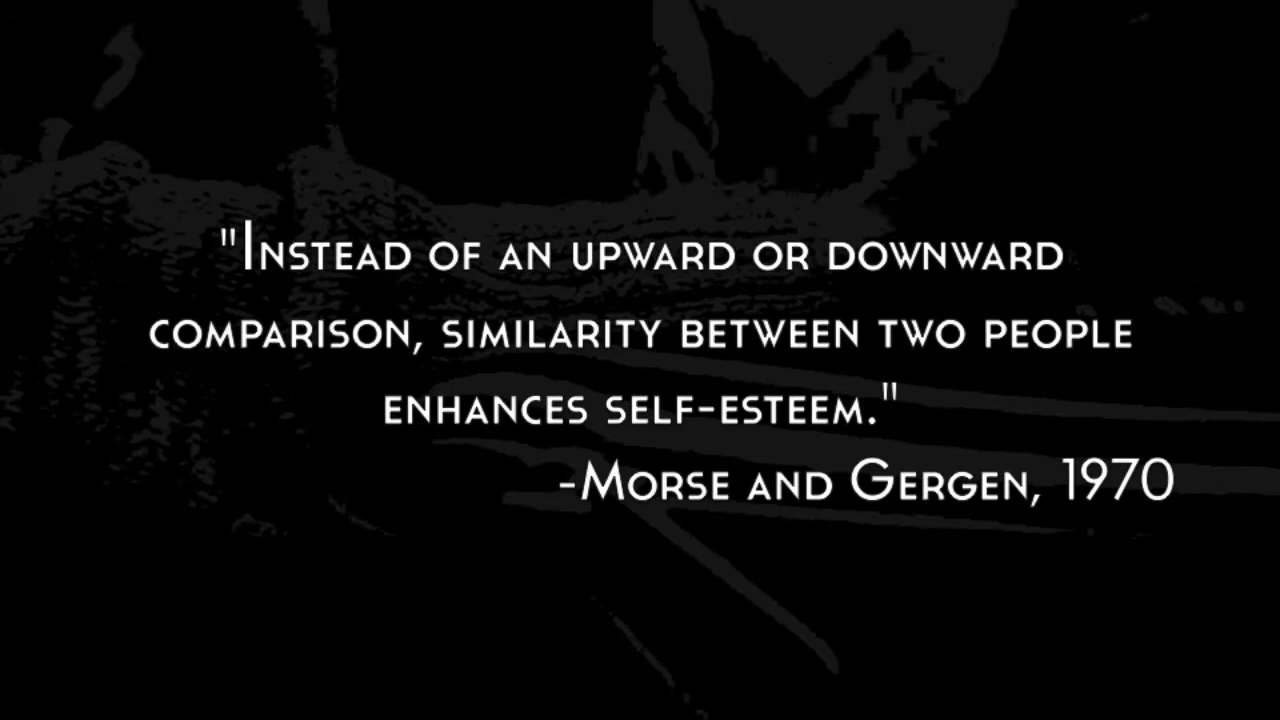 "Instead of an upward or downward
comparison, similarity between two people
enhances self-esteem."
-Morse and Gergen, 1970